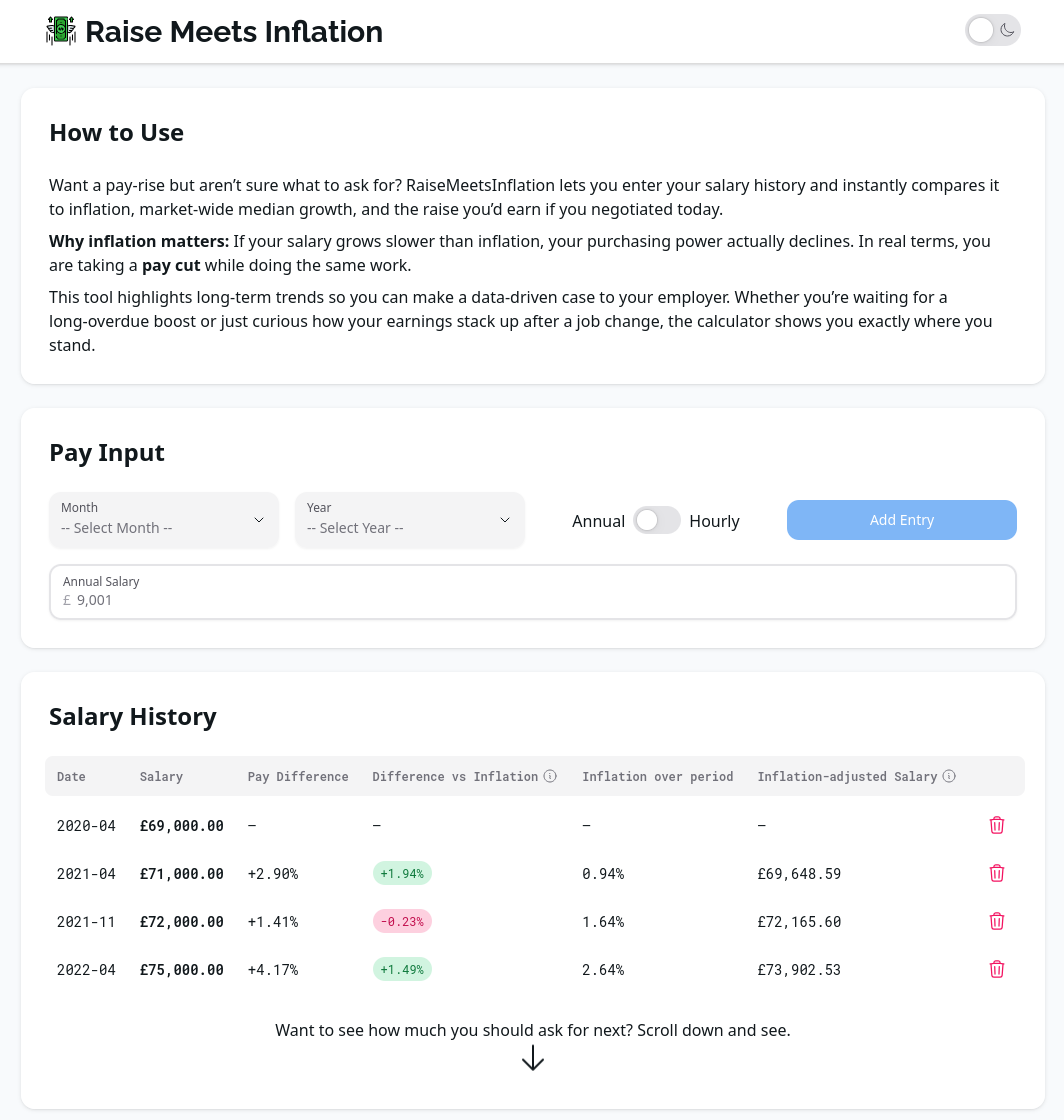 Raise Meets Inflation
How to Use
Want a pay-rise but aren’t sure what to ask for? RaiseMeetsInflation lets you enter your salary history and instantly compares it
to inflation, market-wide median growth, and the raise you’d earn if you negotiated today.
Why inflation matters: If your salary grows slower than inflation, your purchasing power actually declines. In real terms, you
are taking a pay cut while doing the same work.
This tool highlights long-term trends so you can make a data-driven case to your employer. Whether you’re waiting for a
long-overdue boost or just curious how your earnings stack up after a job change, the calculator shows you exactly where you
stand.
Pay Input
Month
-- Select Month --
Year
-- Select Year --
Annual Hourly
Add Entry
Annual Salary
£ 9,001
Salary History
Date Salary Pay Difference Difference vs Inflation Inflation over period Inflation-adjusted Salary
2020-04 £69,000.00 — — — —
2021-04 £71,000.00 +2.90% +1.94% 0.94% £69,648.59
2021-11 £72,000.00 +1.41% -0.23% 1.64% £72,165.60
2022-04 £75,000.00 +4.17% +1.49% 2.64% £73,902.53
Want to see how much you should ask for next? Scroll down and see.